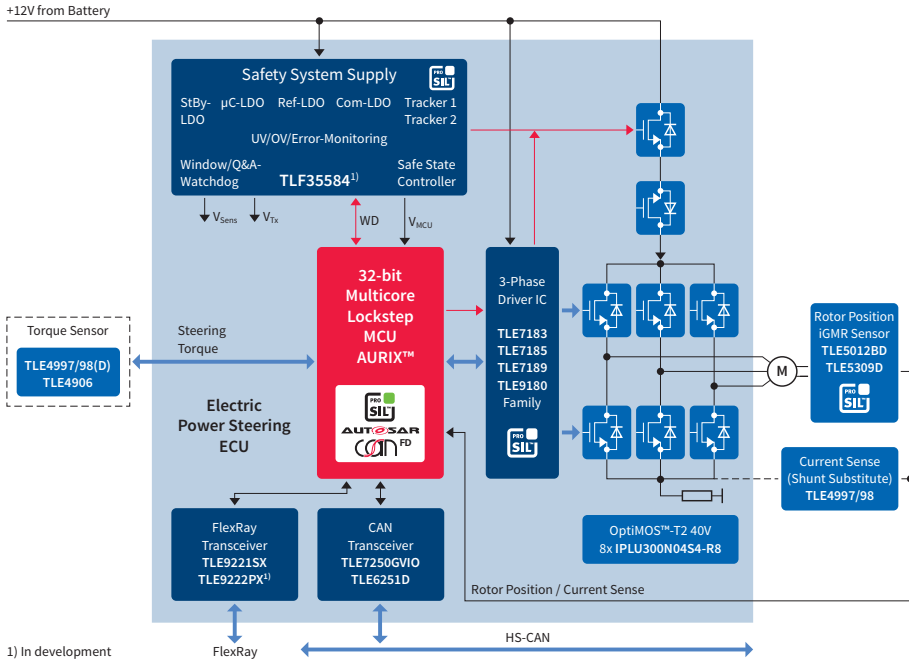 +12V from Battery
Safety System Supply
PRO
SIL
StBy-
LDO
µC-LDO
Ref-LDO
Com-LDO
Tracker 1
Tracker 2
UV/OV/Error-Monitoring
Window/Q&A-
Watchdog
TLF35584¹⁾
Safe State
Controller
VSens
VTx
WD
VMCU
32-bit
Multicore
Lockstep
MCU
AURIX™
PRO
SIL
AUTOSAR
CAN FD
3-Phase
Driver IC
TLE7183
TLE7185
TLE7189
TLE9180
Family
PRO
SIL
Torque Sensor
TLE4997/98(D)
TLE4906
Steering
Torque
Electric
Power Steering
ECU
M
Rotor Position
iGMR Sensor
TLE5012BD
TLE5309D
PRO
SIL
Current Sense
(Shunt Substitute)
TLE4997/98
OptiMOS™-T2 40V
8x IPLU300N04S4-R8
FlexRay
Transceiver
TLE9221SX
TLE9222PX¹⁾
CAN
Transceiver
TLE7250GVIO
TLE6251D
Rotor Position / Current Sense
HS-CAN
1) In development
FlexRay